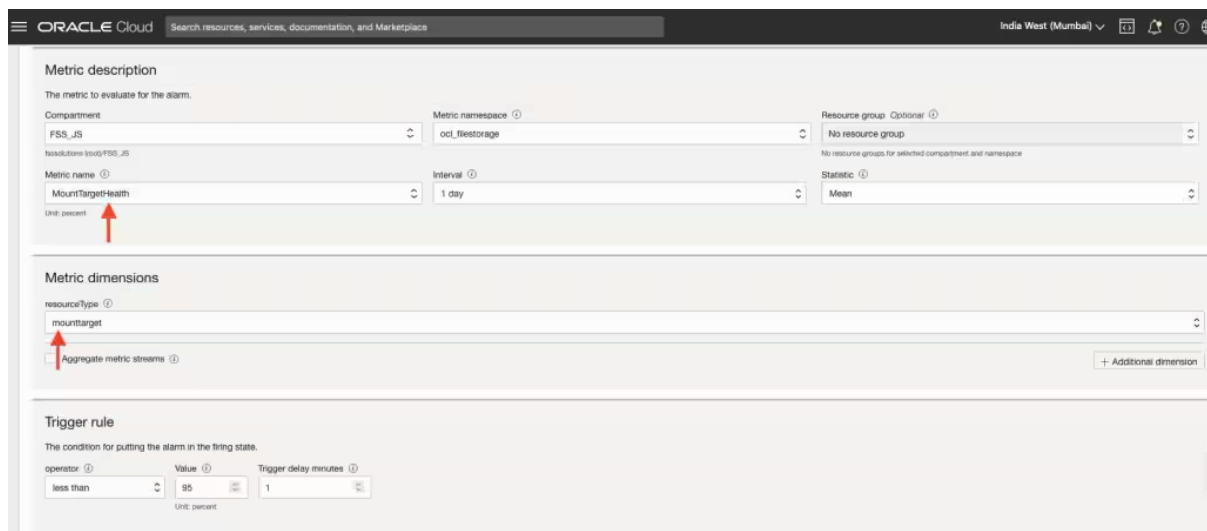 ORACLE Cloud
Search resources, services, documentation, and Marketplace
India West (Mumbai)
Metric description
The metric to evaluate for the alarm.
Compartment
Metric namespace
Resource group Optional
FSS_JS
oci_filestorage
No resource group
(root)/FSS_JS
No resource groups for selected compartment and namespace
Metric name
Interval
Statistic
MountTargetHealth
1 day
Mean
Unit: percent
Metric dimensions
resourceType
mounttarget
Aggregate metric streams
+ Additional dimension
Trigger rule
The condition for putting the alarm in the firing state.
operator
Value
Trigger delay minutes
less than
95
1
Unit: percent